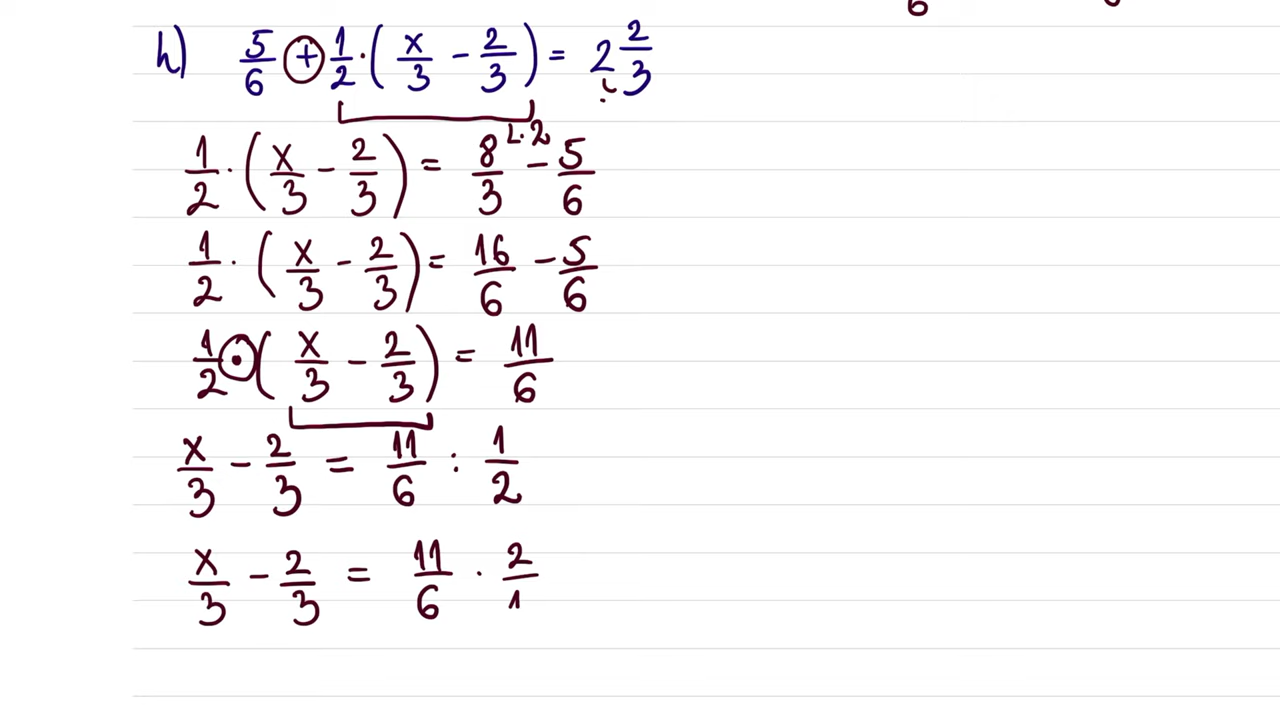 6
h) 5/6 + 1/2 · (x/3 - 2/3) = 2 2/3
1/2 · (x/3 - 2/3) = 8/3 ⌊·2 - 5/6
1/2 · (x/3 - 2/3) = 16/6 - 5/6
1/2 · (x/3 - 2/3) = 11/6
x/3 - 2/3 = 11/6 : 1/2
x/3 - 2/3 = 11/6 · 2/1